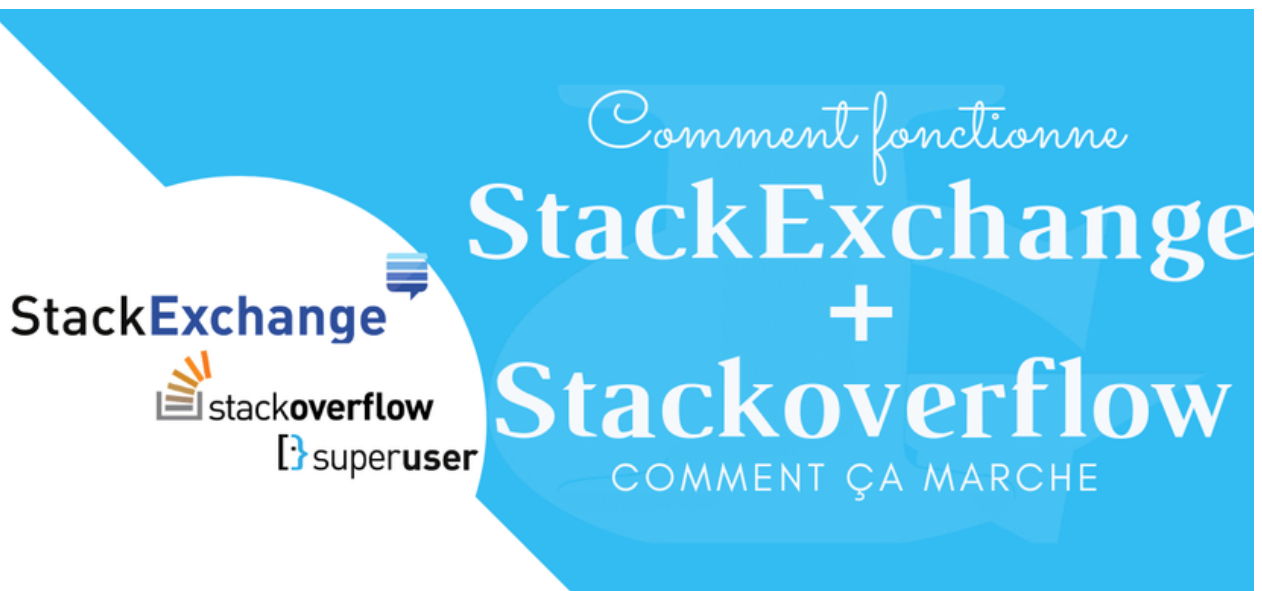 Comment fonctionne
StackExchange
+
Stackoverflow
COMMENT ÇA MARCHE
StackExchange
stackoverflow
superuser